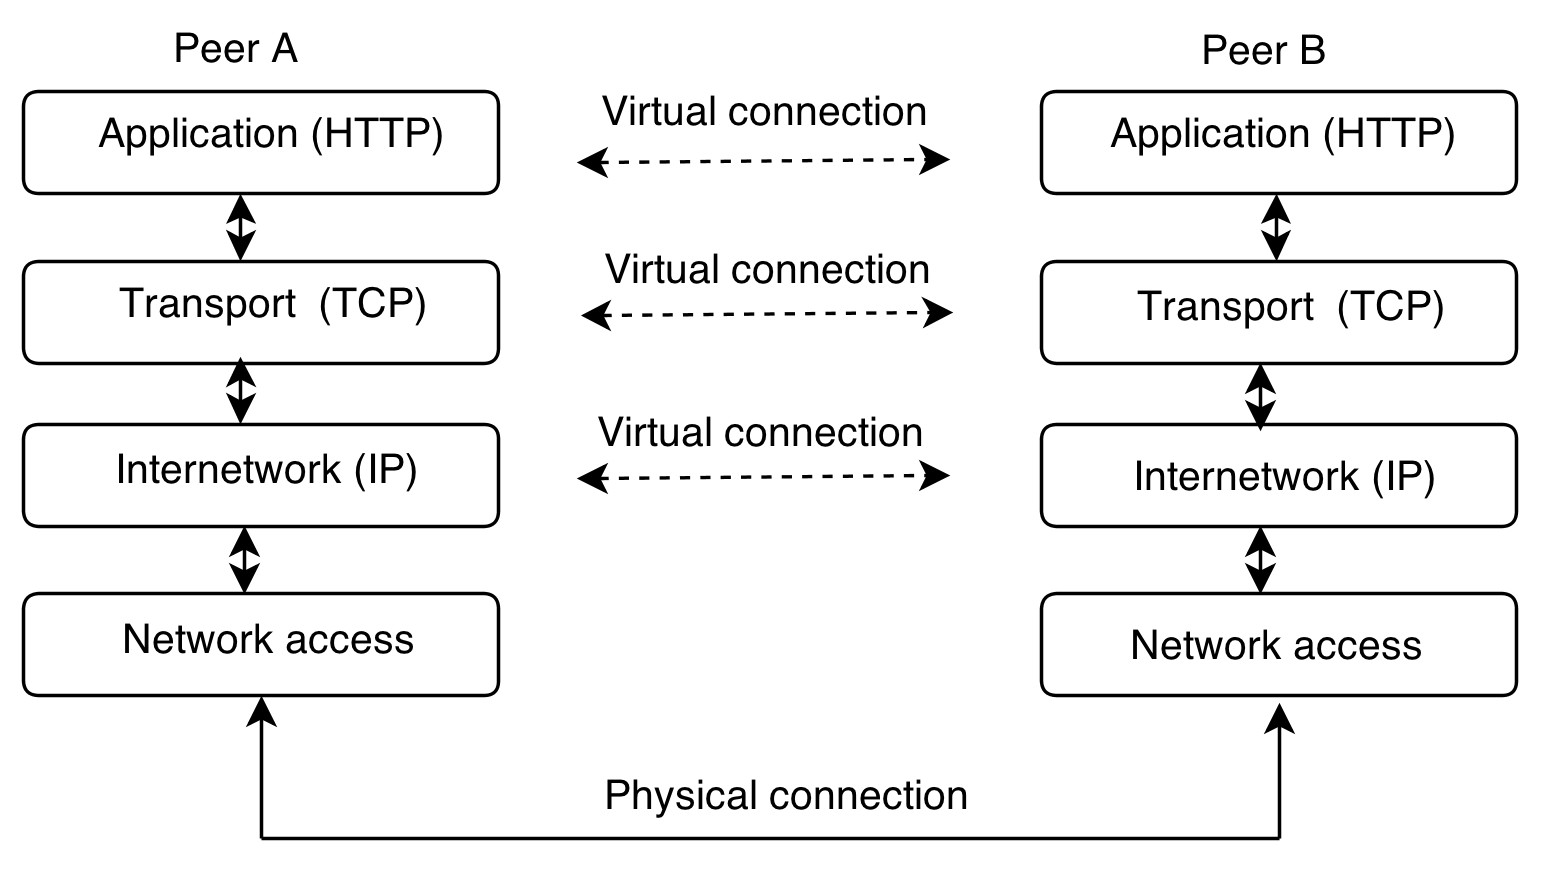 Peer A
Peer B
Application (HTTP)
Virtual connection
Application (HTTP)
Transport (TCP)
Virtual connection
Transport (TCP)
Internetwork (IP)
Virtual connection
Internetwork (IP)
Network access
Network access
Physical connection